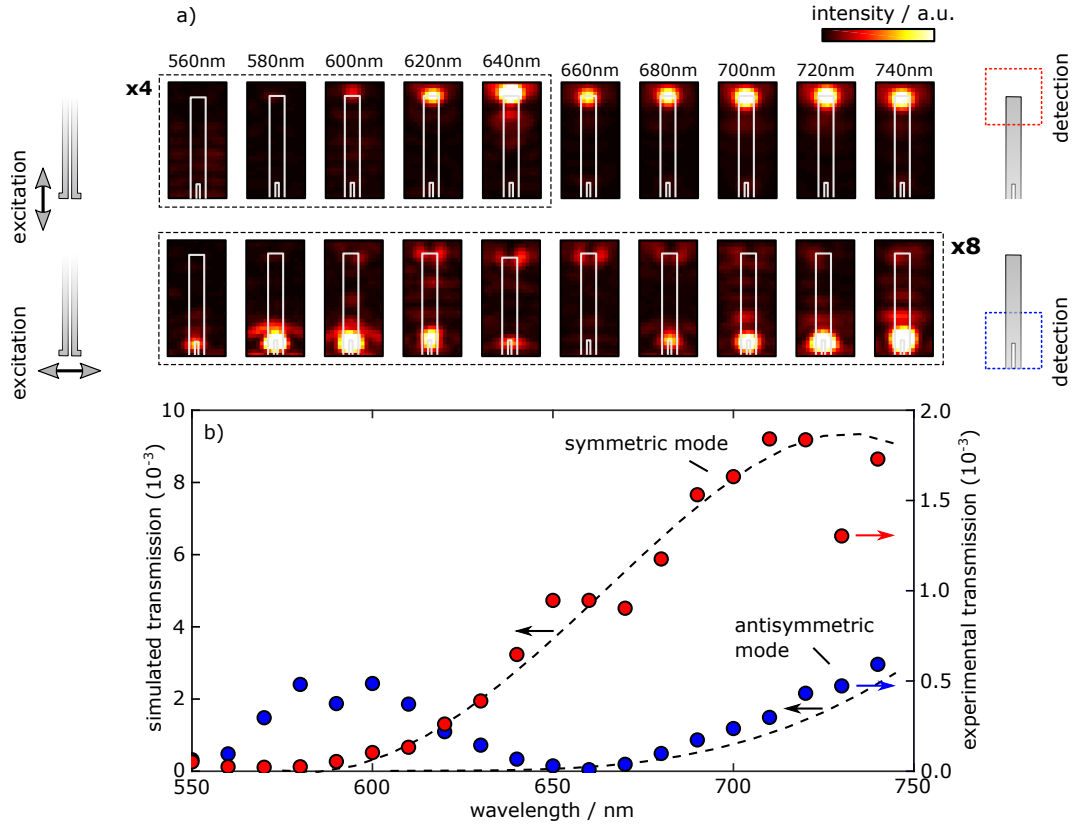 a)
intensity / a.u.
x4
560nm 580nm 600nm 620nm 640nm 660nm 680nm 700nm 720nm 740nm
excitation
detection
x8
excitation
detection
b)
symmetric mode
antisymmetric
mode
simulated transmission (10⁻³)
10
8
6
4
2
0
experimental transmission (10⁻³)
2.0
1.5
1.0
0.5
0.0
550 600 650 700 750
wavelength / nm